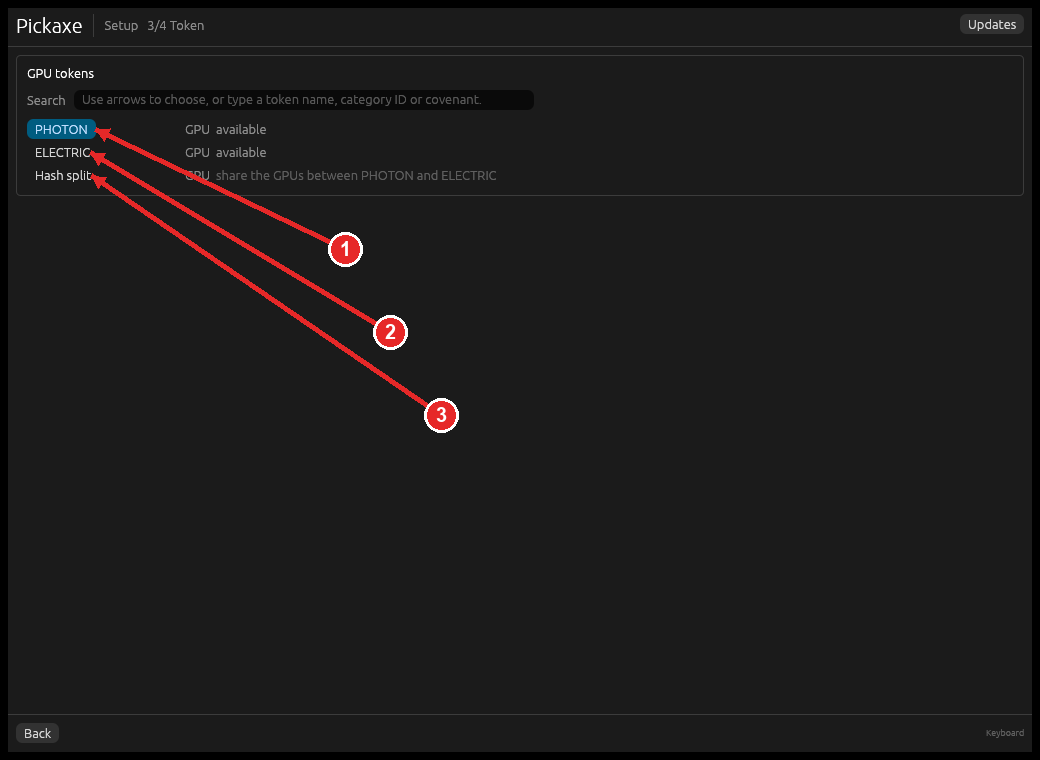 Pickaxe Setup 3/4 Token Updates
GPU tokens
Search Use arrows to choose, or type a token name, category ID or covenant.
PHOTON GPU available
ELECTRIC GPU available
Hash split GPU share the GPUs between PHOTON and ELECTRIC
1
2
3
Back Keyboard